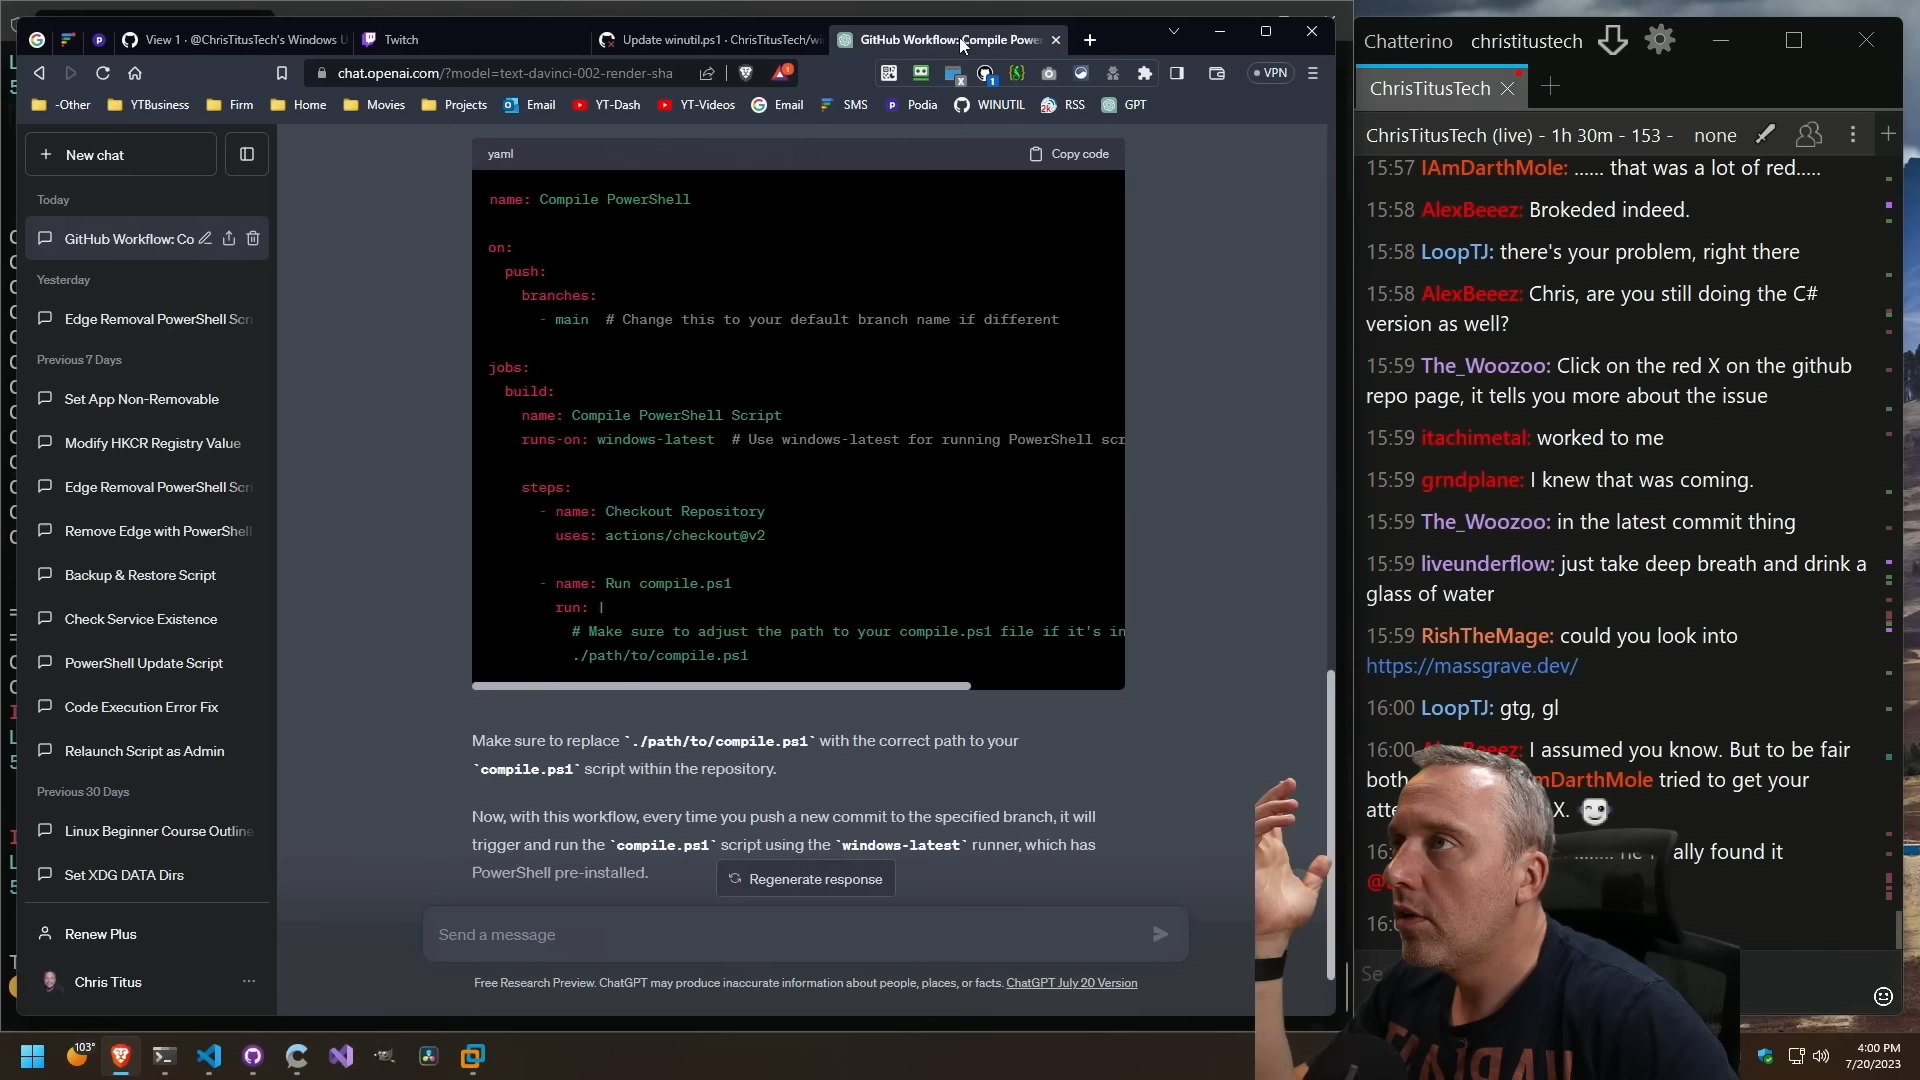 View 1 · @ChrisTitusTech's Windows U
Twitch
Update winutil.ps1 · ChrisTitusTech/wi
GitHub Workflow: Compile Powe
chat.openai.com/?model=text-davinci-002-render-sha
1
VPN
-Other
YTBusiness
Firm
Home
Movies
Projects
Email
YT-Dash
YT-Videos
Email
SMS
Podia
WINUTIL
RSS
GPT
New chat
Today
GitHub Workflow: Co
Yesterday
Edge Removal PowerShell Scri
Previous 7 Days
Set App Non-Removable
Modify HKCR Registry Value
Edge Removal PowerShell Scri
Remove Edge with PowerShell
Backup & Restore Script
Check Service Existence
PowerShell Update Script
Code Execution Error Fix
Relaunch Script as Admin
Previous 30 Days
Linux Beginner Course Outline
Set XDG DATA Dirs
Renew Plus
Chris Titus
yaml
Copy code
name: Compile PowerShell
on:
push:
branches:
- main # Change this to your default branch name if different
jobs:
build:
name: Compile PowerShell Script
runs-on: windows-latest # Use windows-latest for running PowerShell scr
steps:
- name: Checkout Repository
uses: actions/checkout@v2
- name: Run compile.ps1
run: |
# Make sure to adjust the path to your compile.ps1 file if it's in
./path/to/compile.ps1
Make sure to replace `./path/to/compile.ps1` with the correct path to your
`compile.ps1` script within the repository.
Now, with this workflow, every time you push a new commit to the specified branch, it will
trigger and run the `compile.ps1` script using the `windows-latest` runner, which has
PowerShell pre-installed.
Regenerate response
Send a message
Free Research Preview. ChatGPT may produce inaccurate information about people, places, or facts. ChatGPT July 20 Version
Chatterino
christitustech
ChrisTitusTech
ChrisTitusTech (live) - 1h 30m - 153 -
none
15:57 IAmDarthMole: ...... that was a lot of red.....
15:58 AlexBeeez: Brokeded indeed.
15:58 LoopTJ: there's your problem, right there
15:58 AlexBeeez: Chris, are you still doing the C#
version as well?
15:59 The_Woozoo: Click on the red X on the github
repo page, it tells you more about the issue
15:59 itachimetal: worked to me
15:59 grndplane: I knew that was coming.
15:59 The_Woozoo: in the latest commit thing
15:59 liveunderflow: just take deep breath and drink a
glass of water
15:59 RishTheMage: could you look into
https://massgrave.dev/
16:00 LoopTJ: gtg, gl
16:00 AlexBeeez: I assumed you know. But to be fair
both mDarthMole tried to get your
atte X.
16: ally found it
16:
103°
4:00 PM
7/20/2023